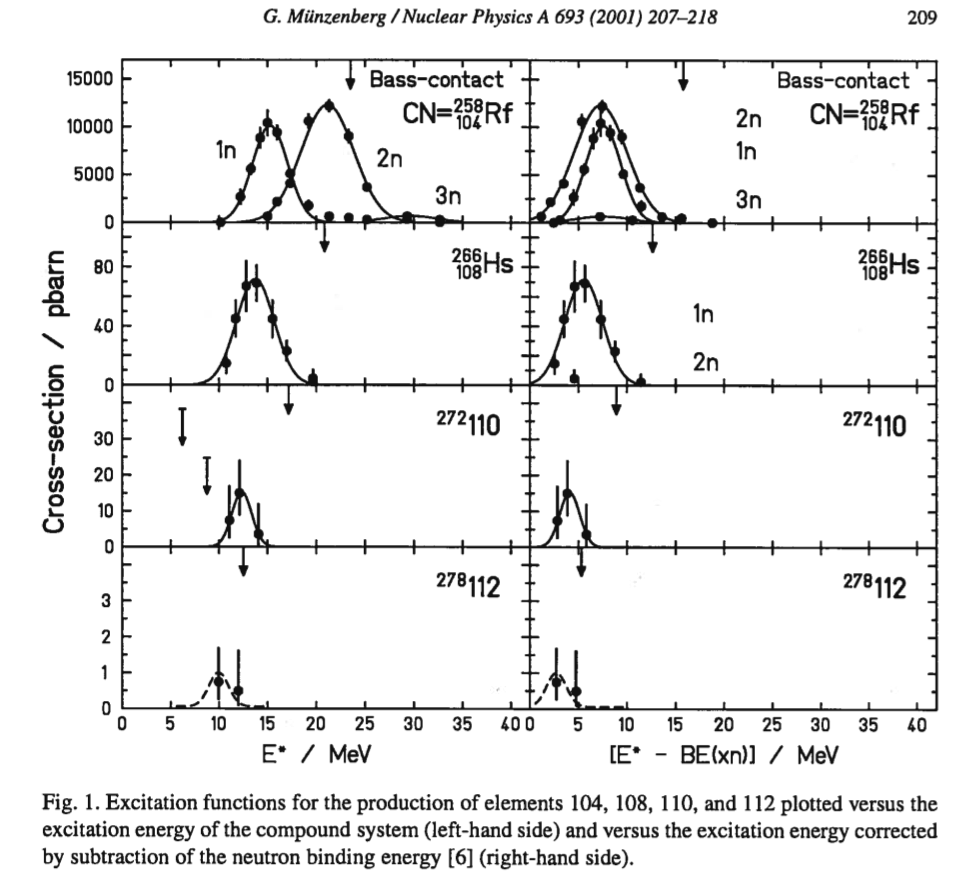 G. Münzenberg / Nuclear Physics A 693 (2001) 207–218 209
Cross-section / pbarn
15000
10000
5000
0
Bass-contact
CN=²⁵⁸₁₀₄Rf
1n
2n
3n
Bass-contact
CN=²⁵⁸₁₀₄Rf
2n
1n
3n
80
40
0
²⁶⁶₁₀₈Hs
²⁶⁶₁₀₈Hs
1n
2n
30
20
10
0
²⁷²110
²⁷²110
3
2
1
0
²⁷⁸112
²⁷⁸112
0 5 10 15 20 25 30 35 40
0 5 10 15 20 25 30 35 40
E* / MeV
[E* - BE(xn)] / MeV
Fig. 1. Excitation functions for the production of elements 104, 108, 110, and 112 plotted versus the
excitation energy of the compound system (left-hand side) and versus the excitation energy corrected
by subtraction of the neutron binding energy [6] (right-hand side).